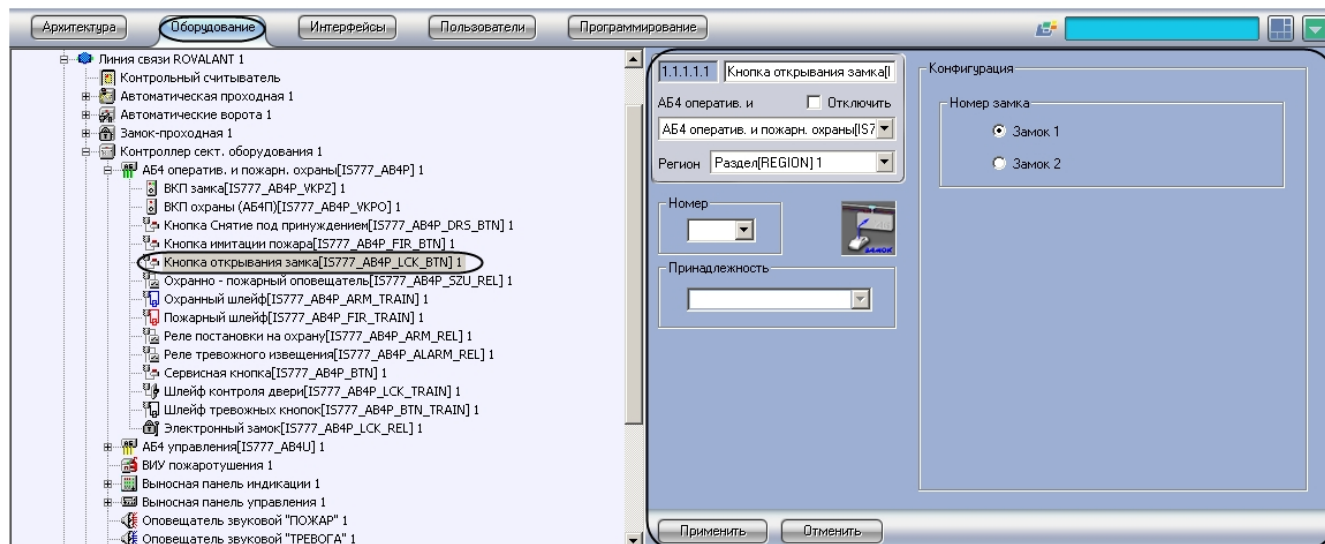 Архитектура Оборудование Интерфейсы Пользователи Программирование
Линия связи ROVALANT 1
Контрольный считыватель
Автоматическая проходная 1
Автоматические ворота 1
Замок-проходная 1
Контроллер сект. оборудования 1
АБ4 оператив. и пожарн. охраны[IS777_AB4P] 1
ВКП замка[IS777_AB4P_VKPZ] 1
ВКП охраны (АБ4П)[IS777_AB4P_VKPO] 1
Кнопка Снятие под принуждением[IS777_AB4P_DRS_BTN] 1
Кнопка имитации пожара[IS777_AB4P_FIR_BTN] 1
Кнопка открывания замка[IS777_AB4P_LCK_BTN] 1
Охранно - пожарный оповещатель[IS777_AB4P_SZU_REL] 1
Охранный шлейф[IS777_AB4P_ARM_TRAIN] 1
Пожарный шлейф[IS777_AB4P_FIR_TRAIN] 1
Реле постановки на охрану[IS777_AB4P_ARM_REL] 1
Реле тревожного извещения[IS777_AB4P_ALARM_REL] 1
Сервисная кнопка[IS777_AB4P_BTN] 1
Шлейф контроля двери[IS777_AB4P_LCK_TRAIN] 1
Шлейф тревожных кнопок[IS777_AB4P_BTN_TRAIN] 1
Электронный замок[IS777_AB4P_LCK_REL] 1
АБ4 управления[IS777_AB4U] 1
ВИУ пожаротушения 1
Выносная панель индикации 1
Выносная панель управления 1
Оповещатель звуковой "ПОЖАР" 1
Оповещатель звуковой "ТРЕВОГА" 1
1.1.1.1.1 Кнопка открывания замка[I
АБ4 оператив. и Отключить
АБ4 оператив. и пожарн. охраны[IS7
Регион Раздел[REGION] 1
Номер
ЗАМОК
Принадлежность
Конфигурация
Номер замка
Замок 1
Замок 2
Применить Отменить